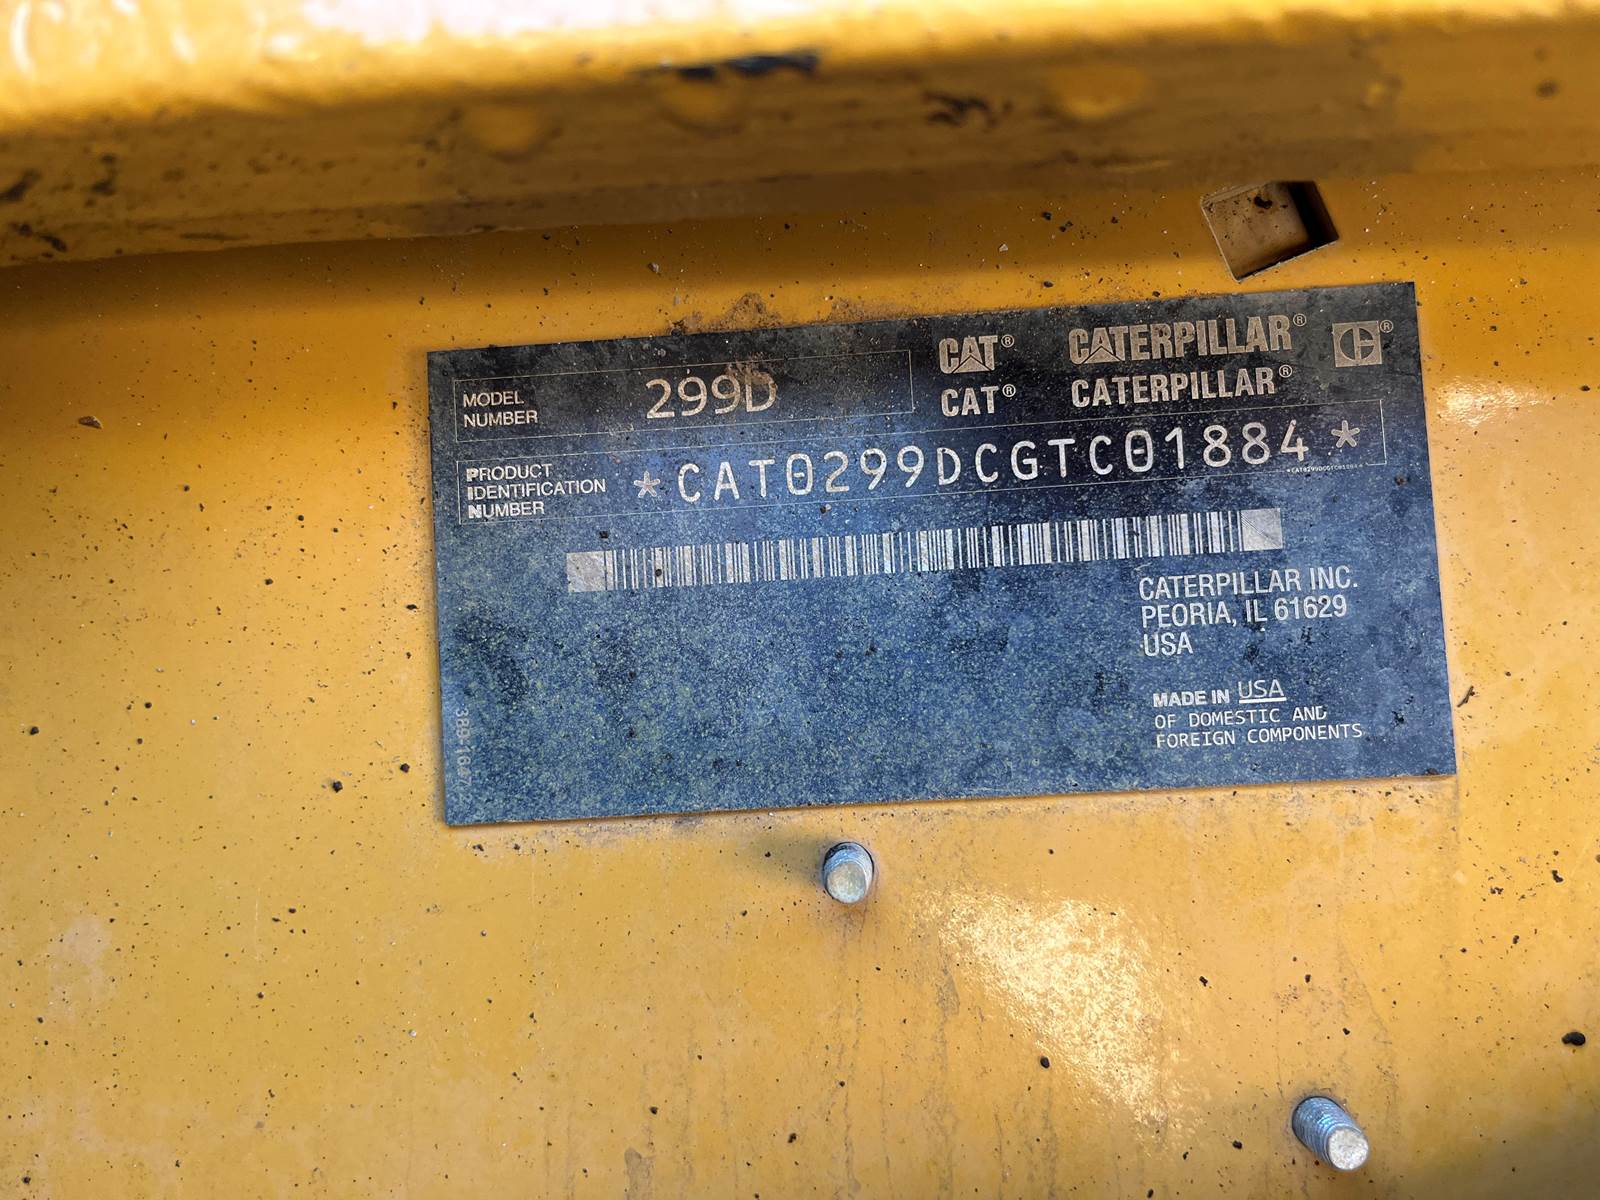 MODEL NUMBER 299D
CAT® CATERPILLAR®
CAT® CATERPILLAR®
PRODUCT IDENTIFICATION NUMBER *CAT0299DCGTC01884*
*CAT0299DCGTC01884*
CATERPILLAR INC.
PEORIA, IL 61629
USA
MADE IN USA
OF DOMESTIC AND
FOREIGN COMPONENTS